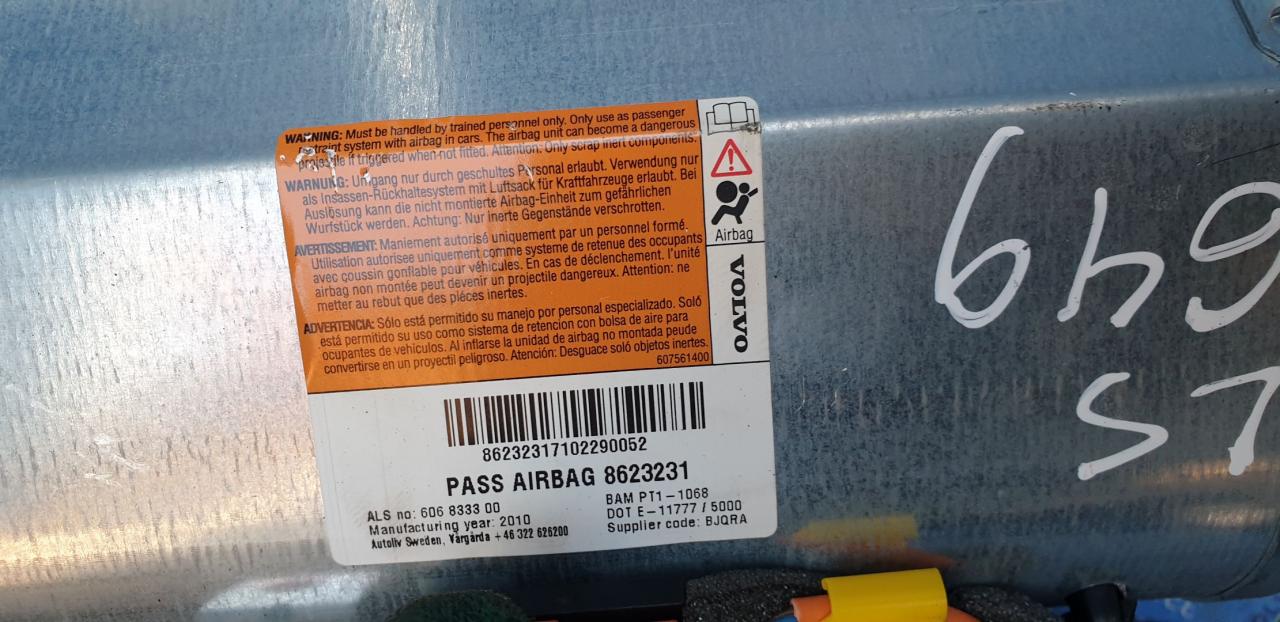 WARNING: Must be handled by trained personnel only. Only use as passenger
restraint system with airbag in cars. The airbag unit can become a dangerous
projectile if triggered when not fitted. Attention: Only scrap inert components.
WARNUNG: Umgang nur durch geschultes Personal erlaubt. Verwendung nur
als Insassen-Rückhaltesystem mit Luftsack für Kraftfahrzeuge erlaubt. Bei
Auslösung kann die nicht montierte Airbag-Einheit zum gefährlichen
Wurfstück werden. Achtung: Nur inerte Gegenstände verschrotten.
AVERTISSEMENT: Maniement autorisé uniquement par un personnel formé.
Utilisation autorisee uniquement comme systeme de retenue des occupants
avec coussin gonflable pour véhicules. En cas de déclenchement. l'unité
airbag non montée peut devenir un projectile dangereux. Attention: ne
metter au rebut que des piéces inertes.
ADVERTENCIA: Sólo está permitido su manejo por personal especializado. Soló
está permitido su uso como sistema de retencion con bolsa de aire para
ocupantes de vehiculos. Al inflarse la unidad de airbag no montada peude
convertirse en un proyectil peligroso. Atención: Desguace soló objetos inertes.
607561400
Airbag
VOLVO
86232317102290052
PASS AIRBAG 8623231
ALS no: 606 8333 00
Manufacturing year: 2010
Autoliv Sweden, Vårgårda +46 322 626200
BAM PT1-1068
DOT E-11777 / 5000
Supplier code: BJQRA
649